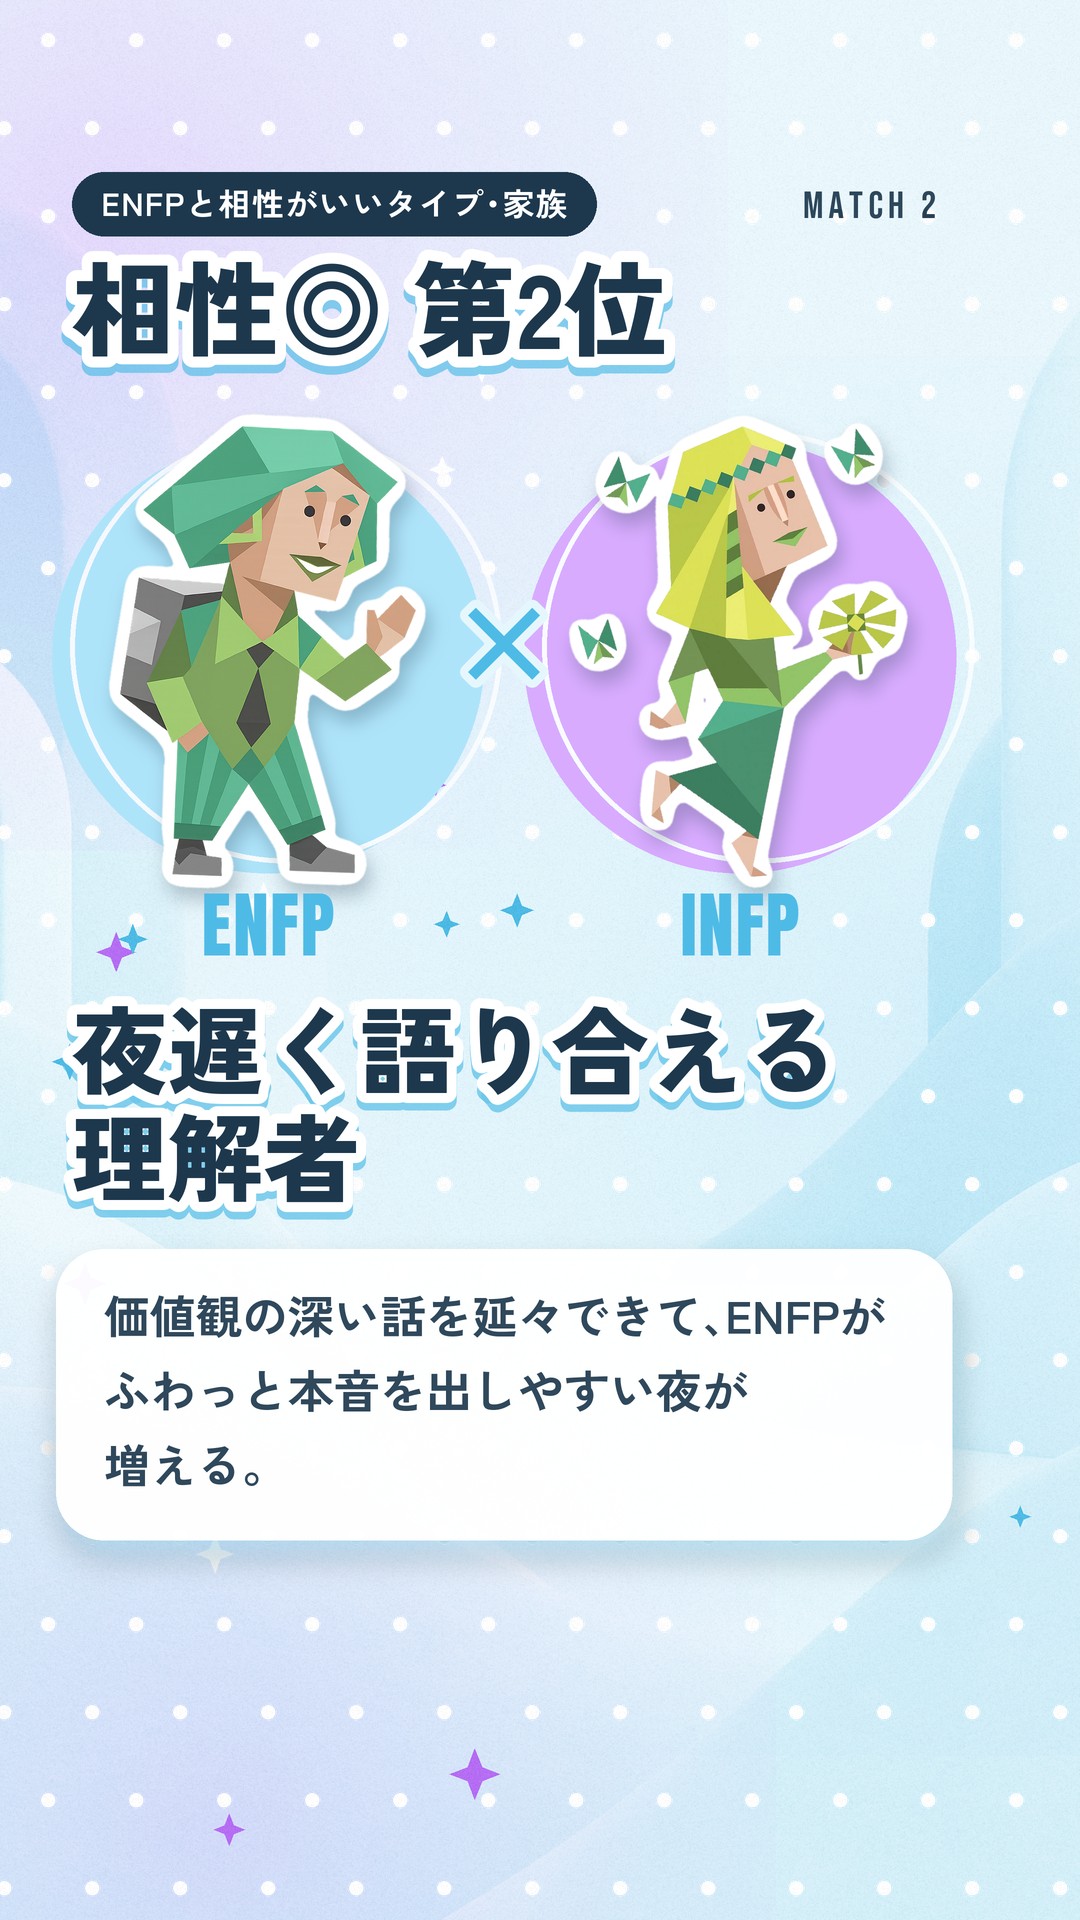 ENFPと相性がいいタイプ・家族
MATCH 2
相性◎ 第2位
ENFP
×
INFP
夜遅く語り合える
理解者
価値観の深い話を延々できて、ENFPが
ふわっと本音を出しやすい夜が
増える。